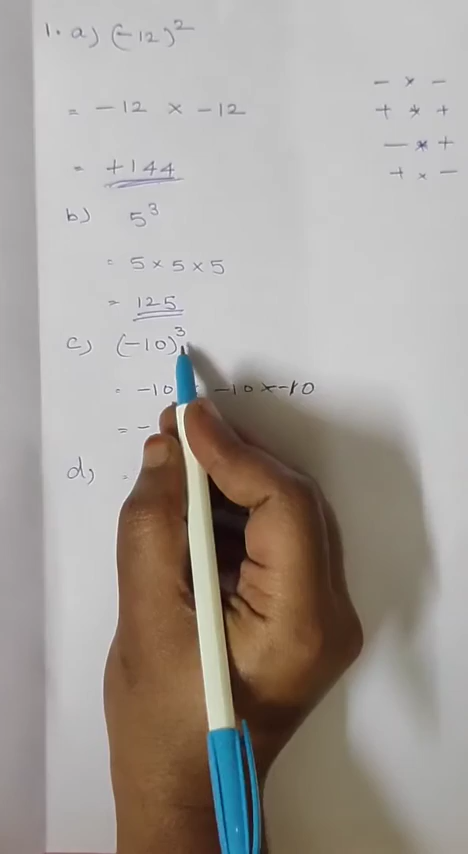 1. a) (-12)²
= -12 × -12
= +144
b) 5³
= 5 × 5 × 5
= 125
c) (-10)³
= -10 × -10 × -10
= -
d)
- × -
+ × +
- × +
+ × -